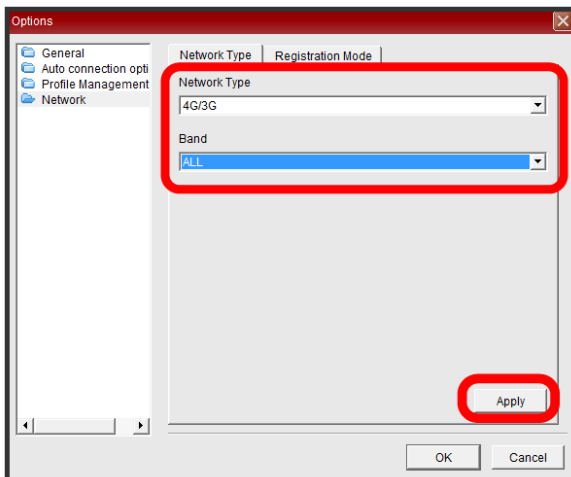 Options
General
Auto connection opti
Profile Management
Network
Network Type
Registration Mode
Network Type
4G/3G
Band
ALL
Apply
OK
Cancel